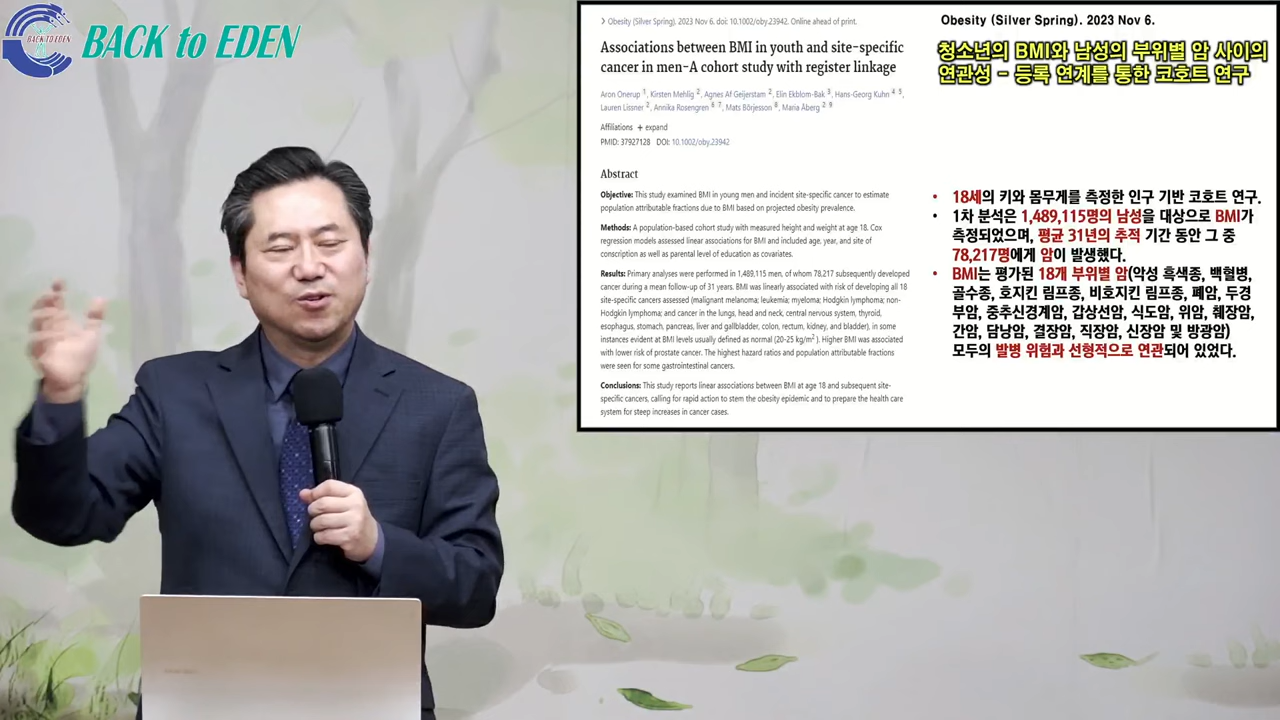 BACK TO EDEN
BACK to EDEN
Obesity (Silver Spring). 2023 Nov 6. doi: 10.1002/oby.23942. Online ahead of print.
Associations between BMI in youth and site-specific
cancer in men-A cohort study with register linkage
Aron Onerup 1, Kirsten Mehlig 2, Agnes Af Geijerstam 2, Elin Ekblom-Bak 3, Hans-Georg Kuhn 4 5,
Lauren Lissner 2, Annika Rosengren 6 7, Mats Börjesson 8, Maria Åberg 2 9
Affiliations + expand
PMID: 37927128 DOI: 10.1002/oby.23942
Abstract
Objective: This study examined BMI in young men and incident site-specific cancer to estimate
population attributable fractions due to BMI based on projected obesity prevalence.
Methods: A population-based cohort study with measured height and weight at age 18. Cox
regression models assessed linear associations for BMI and included age, year, and site of
conscription as well as parental level of education as covariates.
Results: Primary analyses were performed in 1,489,115 men, of whom 78,217 subsequently developed
cancer during a mean follow-up of 31 years. BMI was linearly associated with risk of developing all 18
site-specific cancers assessed (malignant melanoma; leukemia; myeloma; Hodgkin lymphoma; non-
Hodgkin lymphoma; and cancer in the lungs, head and neck, central nervous system, thyroid,
esophagus, stomach, pancreas, liver and gallbladder, colon, rectum, kidney, and bladder), in some
instances evident at BMI levels usually defined as normal (20-25 kg/m2). Higher BMI was associated
with lower risk of prostate cancer. The highest hazard ratios and population attributable fractions
were seen for some gastrointestinal cancers.
Conclusions: This study reports linear associations between BMI at age 18 and subsequent site-
specific cancers, calling for rapid action to stem the obesity epidemic and to prepare the health care
system for steep increases in cancer cases.
Obesity (Silver Spring). 2023 Nov 6.
청소년의 BMI와 남성의 부위별 암 사이의
연관성 - 등록 연계를 통한 코호트 연구
• 18세의 키와 몸무게를 측정한 인구 기반 코호트 연구.
• 1차 분석은 1,489,115명의 남성을 대상으로 BMI가
측정되었으며, 평균 31년의 추적 기간 동안 그 중
78,217명에게 암이 발생했다.
• BMI는 평가된 18개 부위별 암(악성 흑색종, 백혈병,
골수종, 호지킨 림프종, 비호지킨 림프종, 폐암, 두경
부암, 중추신경계암, 갑상선암, 식도암, 위암, 췌장암,
간암, 담낭암, 결장암, 직장암, 신장암 및 방광암)
모두의 발병 위험과 선형적으로 연관되어 있었다.